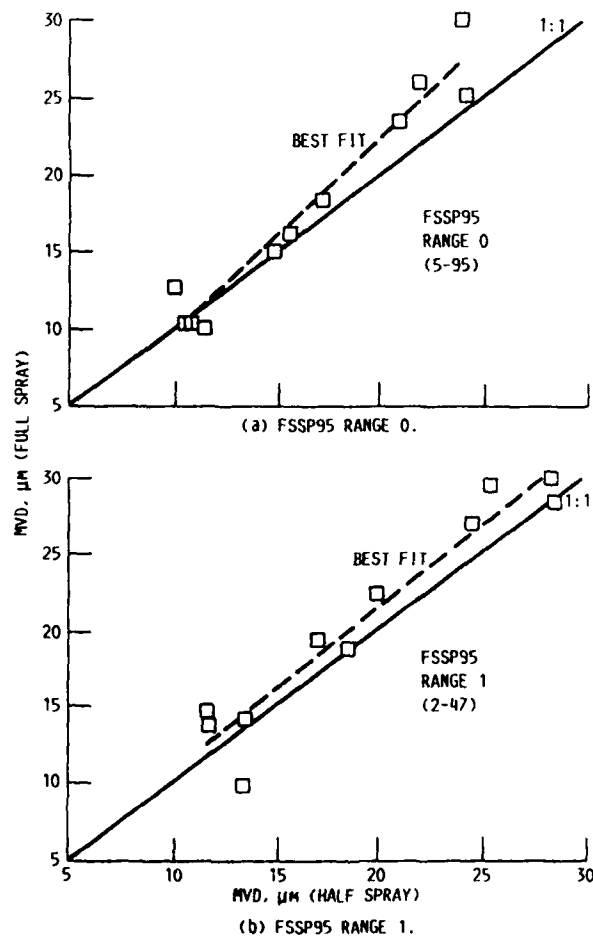 30
25
20
15
10
5
1:1
BEST FIT
FSSP95
RANGE 0
(5-95)
(a) FSSP95 RANGE 0.
MVD, µm (FULL SPRAY)
30
25
20
15
10
5
1:1
BEST FIT
FSSP95
RANGE 1
(2-47)
5 10 15 20 25 30
MVD, µm (HALF SPRAY)
(b) FSSP95 RANGE 1.